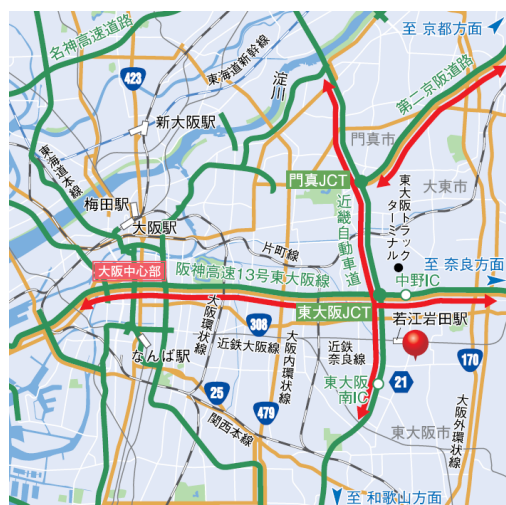 至 京都方面
名神高速道路
東海道新幹線
423
淀川
第二京阪道路
新大阪駅
門真市
東海道本線
門真JCT
大東市
梅田駅
大阪駅
近畿自動車道
東大阪トラック
ターミナル
片町線
大阪中心部
阪神高速13号東大阪線
至 奈良方面
中野IC
東大阪JCT
若江岩田駅
大阪環状線
308
近鉄大阪線
大阪内環状線
近鉄
奈良線
なんば駅
170
25
東大阪
南IC
21
479
関西本線
東大阪市
大阪外環状線
至 和歌山方面